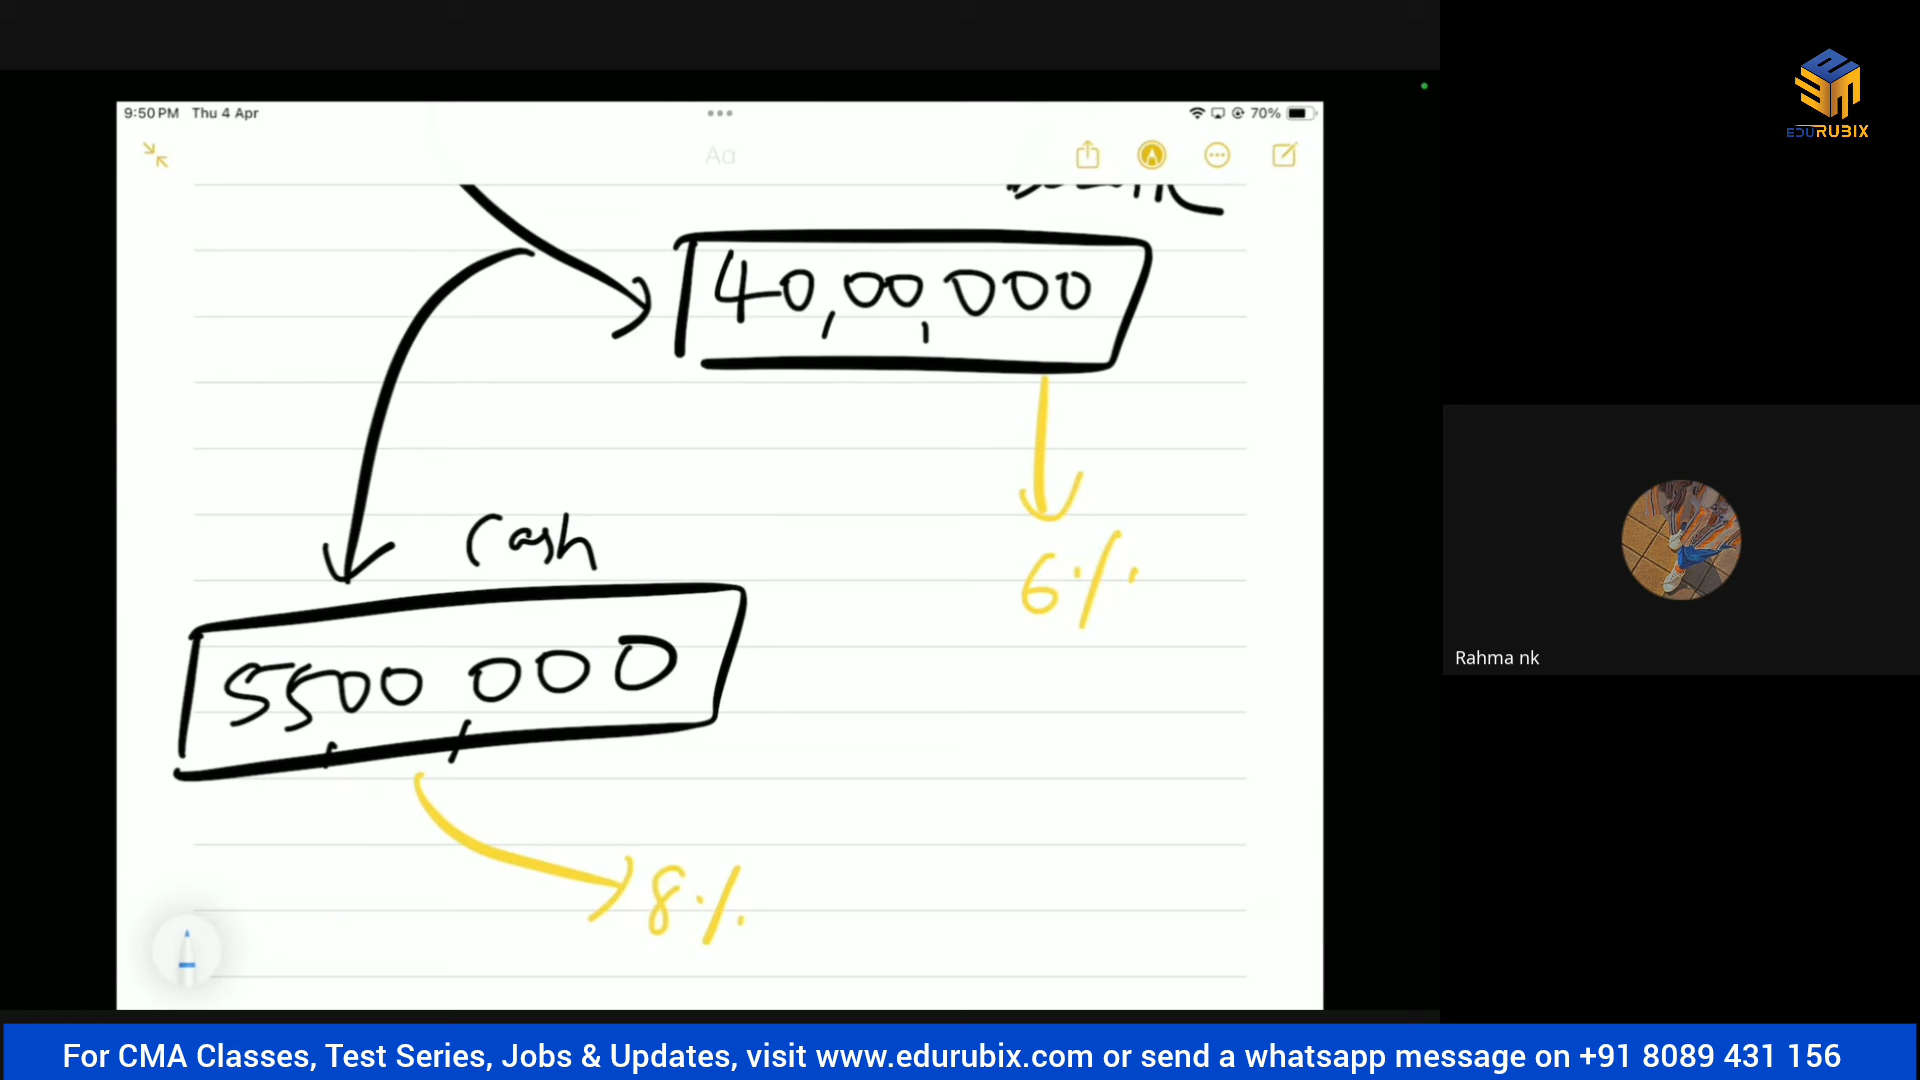 9:50 PM Thu 4 Apr
70%
Aa
40,00,000
6%
Cash
55,00,000
8%
EDURUBIX
Rahma nk
For CMA Classes, Test Series, Jobs & Updates, visit www.edurubix.com or send a whatsapp message on +91 8089 431 156